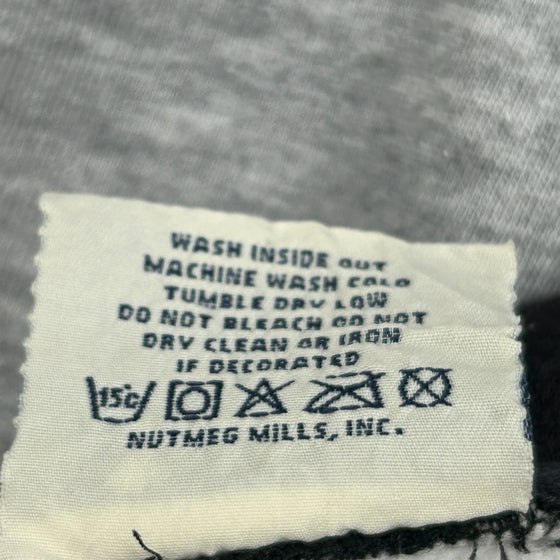 WASH INSIDE OUT
MACHINE WASH COLD
TUMBLE DRY LOW
DO NOT BLEACH DO NOT
DRY CLEAN OR IRON
IF DECORATED
15°C
NUTMEG MILLS, INC.